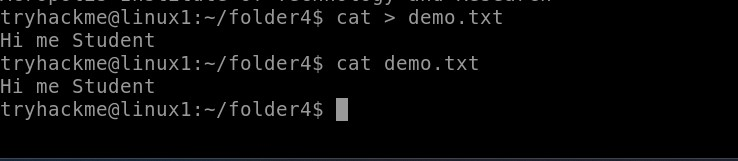 tryhackme@linux1:~/folder4$ cat > demo.txt
Hi me Student
tryhackme@linux1:~/folder4$ cat demo.txt
Hi me Student
tryhackme@linux1:~/folder4$